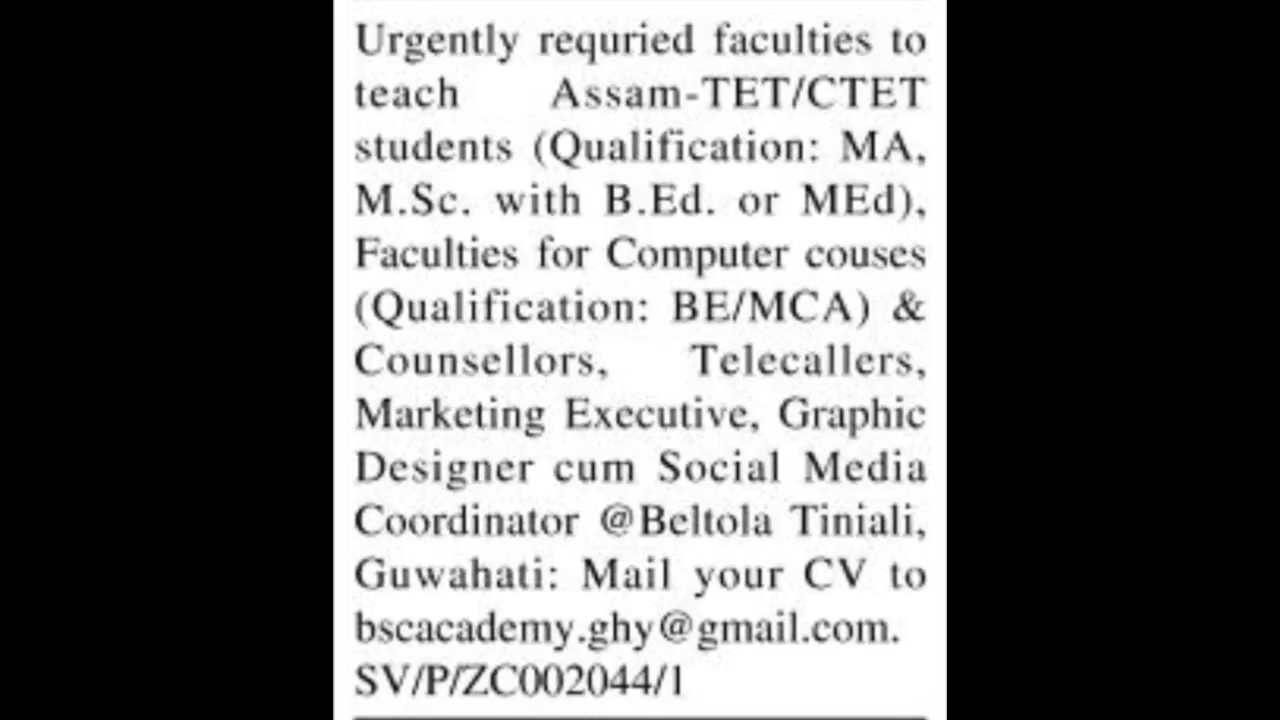 Urgently requried faculties to
teach Assam-TET/CTET
students (Qualification: MA,
M.Sc. with B.Ed. or MEd),
Faculties for Computer couses
(Qualification: BE/MCA) &
Counsellors, Telecallers,
Marketing Executive, Graphic
Designer cum Social Media
Coordinator @Beltola Tiniali,
Guwahati: Mail your CV to
bscacademy.ghy@gmail.com.
SV/P/ZC002044/1